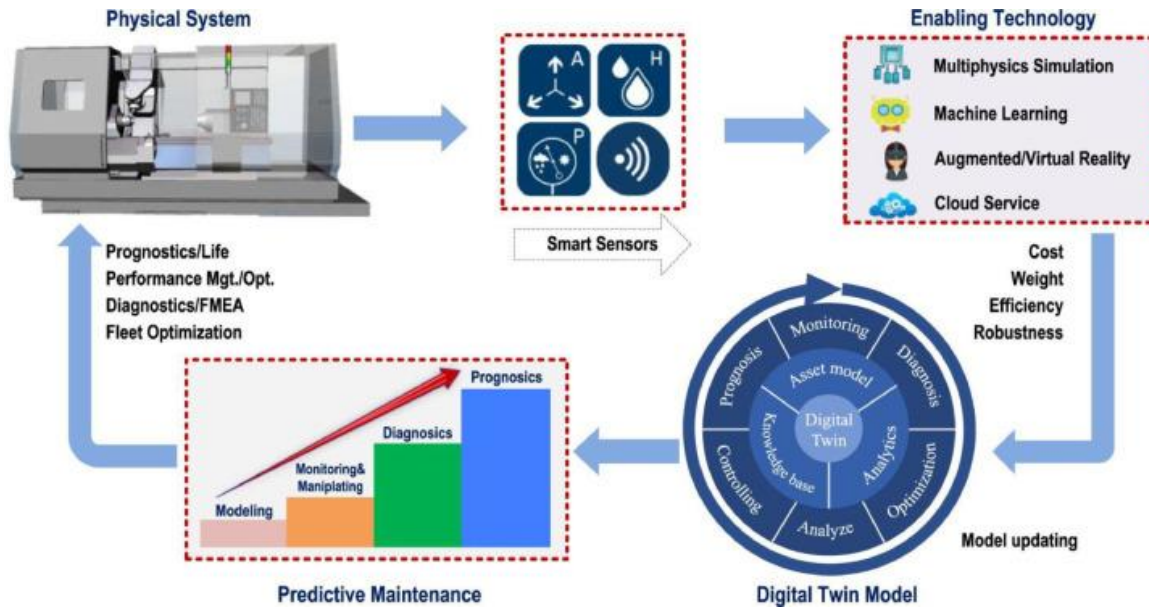 Physical System
Enabling Technology
A
H
P
Smart Sensors
Multiphysics Simulation
Machine Learning
Augmented/Virtual Reality
Cloud Service
Prognostics/Life
Performance Mgt./Opt.
Diagnostics/FMEA
Fleet Optimization
Cost
Weight
Efficiency
Robustness
Monitoring
Diagnosis
Optimization
Analyze
Controlling
Prognosis
Asset model
Analytics
Knowledge base
Digital
Twin
Model updating
Prognosics
Diagnosics
Monitoring&
Maniplating
Modeling
Predictive Maintenance
Digital Twin Model